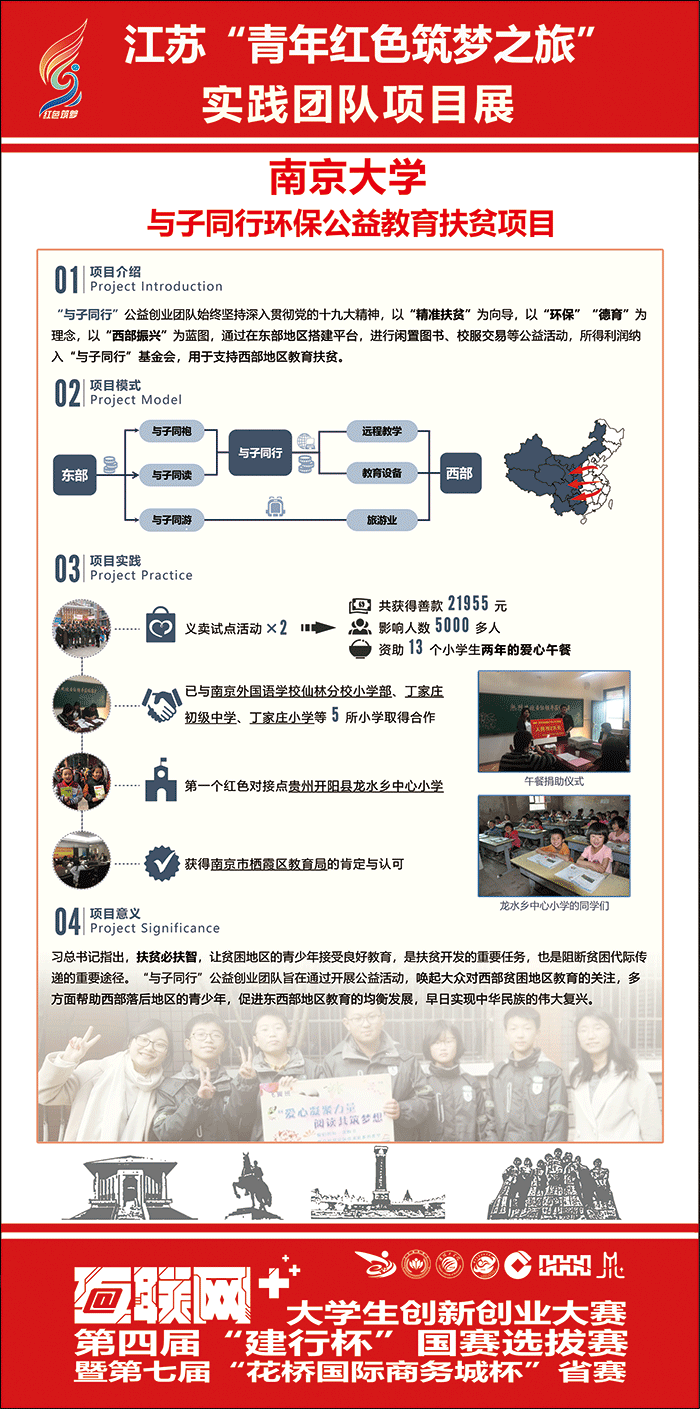 红色筑梦
江苏“青年红色筑梦之旅”
实践团队项目展
南京大学
与子同行环保公益教育扶贫项目
01 项目介绍
Project Introduction
“与子同行”公益创业团队始终坚持深入贯彻党的十九大精神，以“精准扶贫”为向导，以“环保”“德育”为
理念，以“西部振兴”为蓝图，通过在东部地区搭建平台，进行闲置图书、校服交易等公益活动，所得利润纳
入“与子同行”基金会，用于支持西部地区教育扶贫。
02 项目模式
Project Model
东部
与子同袍
与子同读
与子同游
与子同行
远程教学
教育设备
旅游业
西部
03 项目实践
Project Practice
义卖试点活动 ×2
共获得善款 21955 元
影响人数 5000 多人
资助 13 个小学生两年的爱心午餐
已与南京外国语学校仙林分校小学部、丁家庄
初级中学、丁家庄小学等 5 所小学取得合作
第一个红色对接点贵州开阳县龙水乡中心小学
获得南京市栖霞区教育局的肯定与认可
午餐捐助仪式
龙水乡中心小学的同学们
04 项目意义
Project Significance
习总书记指出，扶贫必扶智，让贫困地区的青少年接受良好教育，是扶贫开发的重要任务，也是阻断贫困代际传
递的重要途径。“与子同行”公益创业团队旨在通过开展公益活动，唤起大众对西部贫困地区教育的关注，多
方面帮助西部落后地区的青少年，促进东西部地区教育的均衡发展，早日实现中华民族的伟大复兴。
“爱心凝聚力量
阅读共筑梦想
互联网+
大学生创新创业大赛
第四届“建行杯”国赛选拔赛
暨第七届“花桥国际商务城杯”省赛